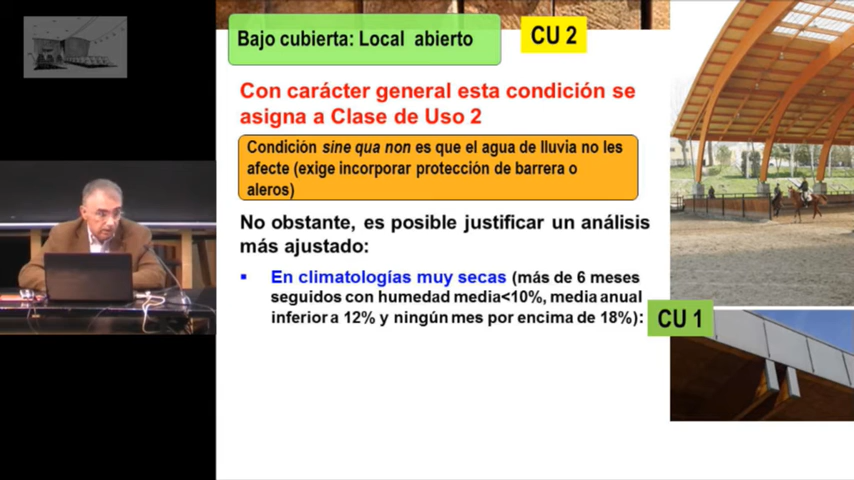 Bajo cubierta: Local abierto
CU 2
Con carácter general esta condición se
asigna a Clase de Uso 2
Condición sine qua non es que el agua de lluvia no les
afecte (exige incorporar protección de barrera o
aleros)
No obstante, es posible justificar un análisis
más ajustado:
▪ En climatologías muy secas (más de 6 meses
seguidos con humedad media<10%, media anual
inferior a 12% y ningún mes por encima de 18%):
CU 1